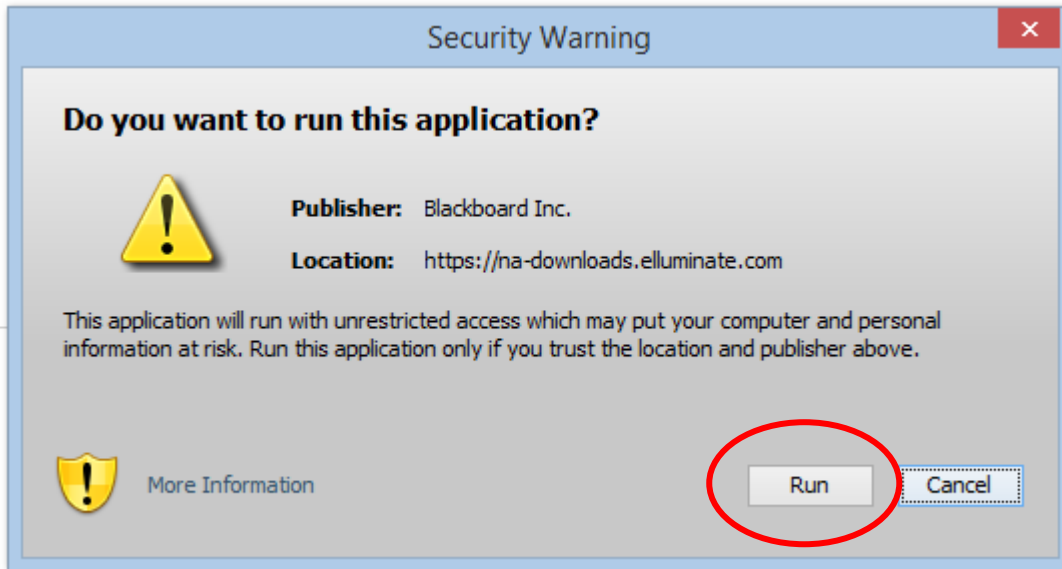 Security Warning
Do you want to run this application?
Publisher: Blackboard Inc.
Location: https://na-downloads.elluminate.com
This application will run with unrestricted access which may put your computer and personal
information at risk. Run this application only if you trust the location and publisher above.
More Information
Run
Cancel